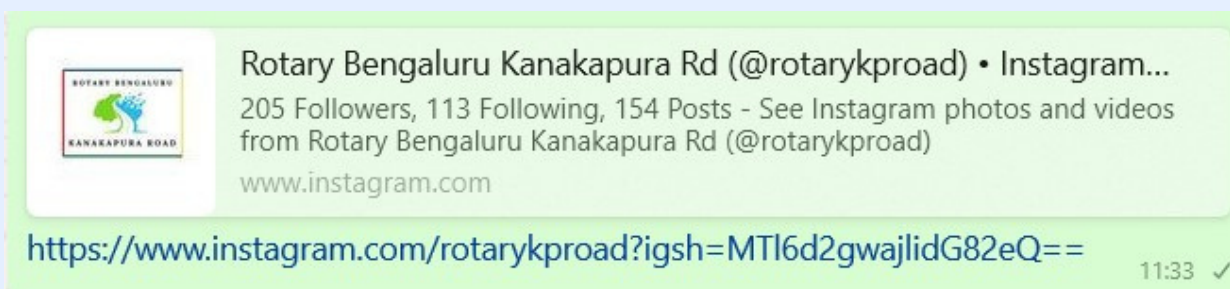 ROTARY BENGALURU
KANAKAPURA ROAD
Rotary Bengaluru Kanakapura Rd (@rotarykproad) • Instagram...
205 Followers, 113 Following, 154 Posts - See Instagram photos and videos
from Rotary Bengaluru Kanakapura Rd (@rotarykproad)
www.instagram.com
https://www.instagram.com/rotarykproad?igsh=MTl6d2gwajlidG82eQ==
11:33